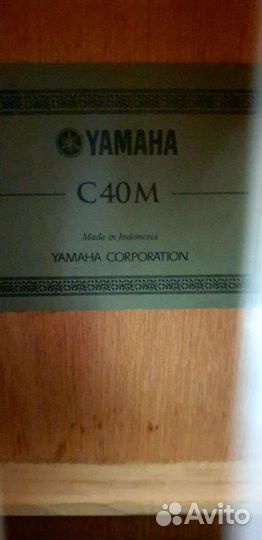 YAMAHA
C40M
Made in Indonesia
YAMAHA CORPORATION
Avito